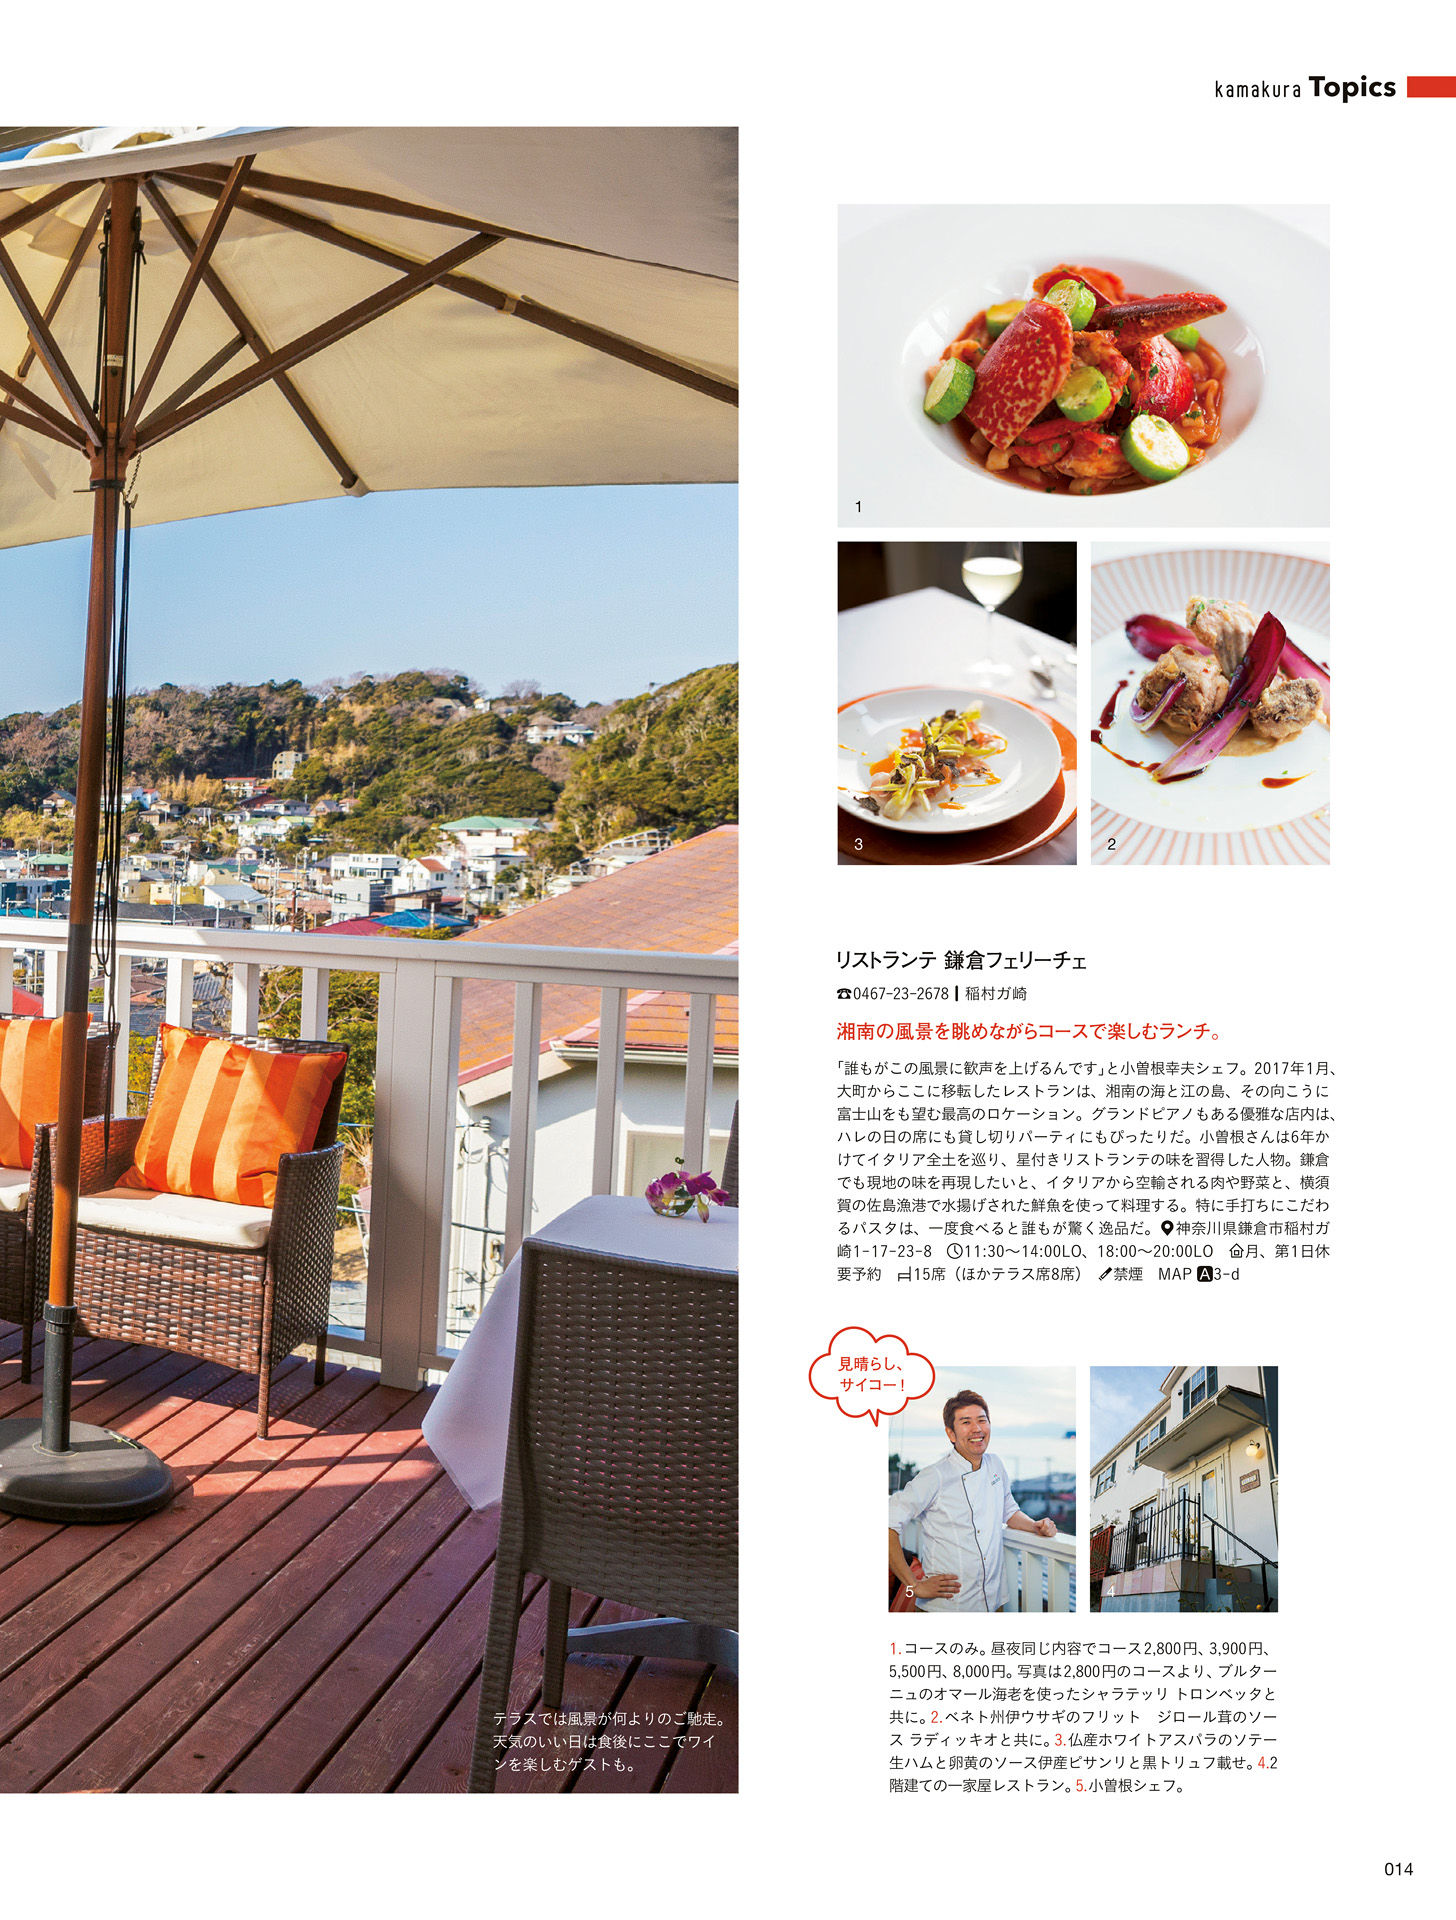 kamakura Topics
1
3
2
リストランテ 鎌倉フェリーチェ
☎0467-23-2678 | 稲村ガ崎
湘南の風景を眺めながらコースで楽しむランチ。
「誰もがこの風景に歓声を上げるんです」と小曽根幸夫シェフ。2017年1月、
大町からここに移転したレストランは、湘南の海と江の島、その向こうに
富士山をも望む最高のロケーション。グランドピアノもある優雅な店内は、
ハレの日の席にも貸し切りパーティにもぴったりだ。小曽根さんは6年か
けてイタリア全土を巡り、星付きリストランテの味を習得した人物。鎌倉
でも現地の味を再現したいと、イタリアから空輸される肉や野菜と、横須
賀の佐島漁港で水揚げされた鮮魚を使って料理する。特に手打ちにこだわ
るパスタは、一度食べると誰もが驚く逸品だ。神奈川県鎌倉市稲村ガ
崎1-17-23-8 11:30〜14:00LO、18:00〜20:00LO 月、第1日休
要予約 15席（ほかテラス席8席） 禁煙 MAP A3-d
見晴らし、
サイコー！
5
4
1.コースのみ。昼夜同じ内容でコース2,800円、3,900円、
5,500円、8,000円。写真は2,800円のコースより、ブルター
ニュのオマール海老を使ったシャラテッリ トロンベッタと
共に。2.ベネト州伊ウサギのフリット ジロール茸のソー
ス ラディッキオと共に。3.仏産ホワイトアスパラのソテー
生ハムと卵黄のソース伊産ピサンリと黒トリュフ載せ。4.2
階建ての一家屋レストラン。5.小曽根シェフ。
テラスでは風景が何よりのご馳走。
天気のいい日は食後にここでワイ
ンを楽しむゲストも。
014